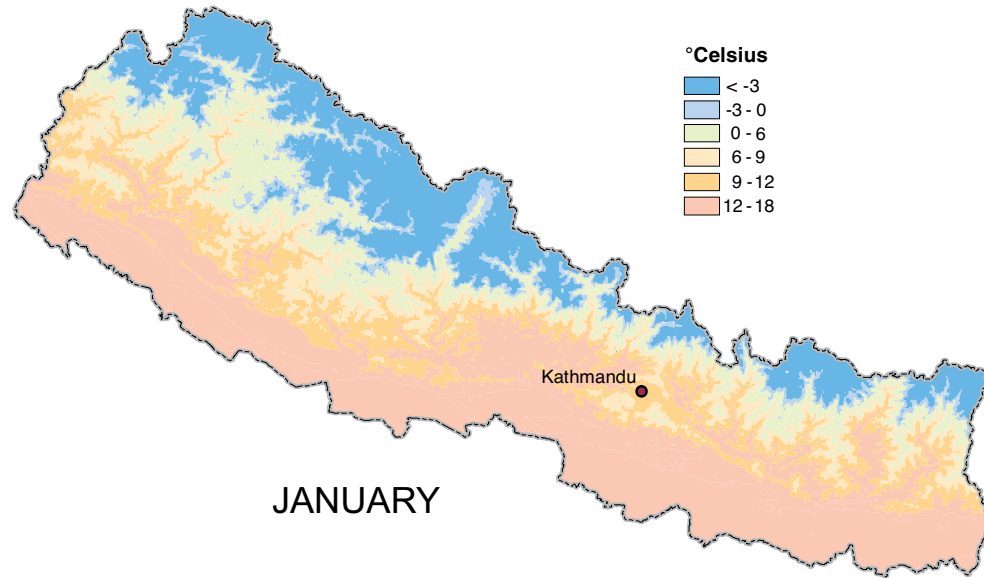 °Celsius
< -3
-3 - 0
0 - 6
6 - 9
9 - 12
12 - 18
Kathmandu
JANUARY